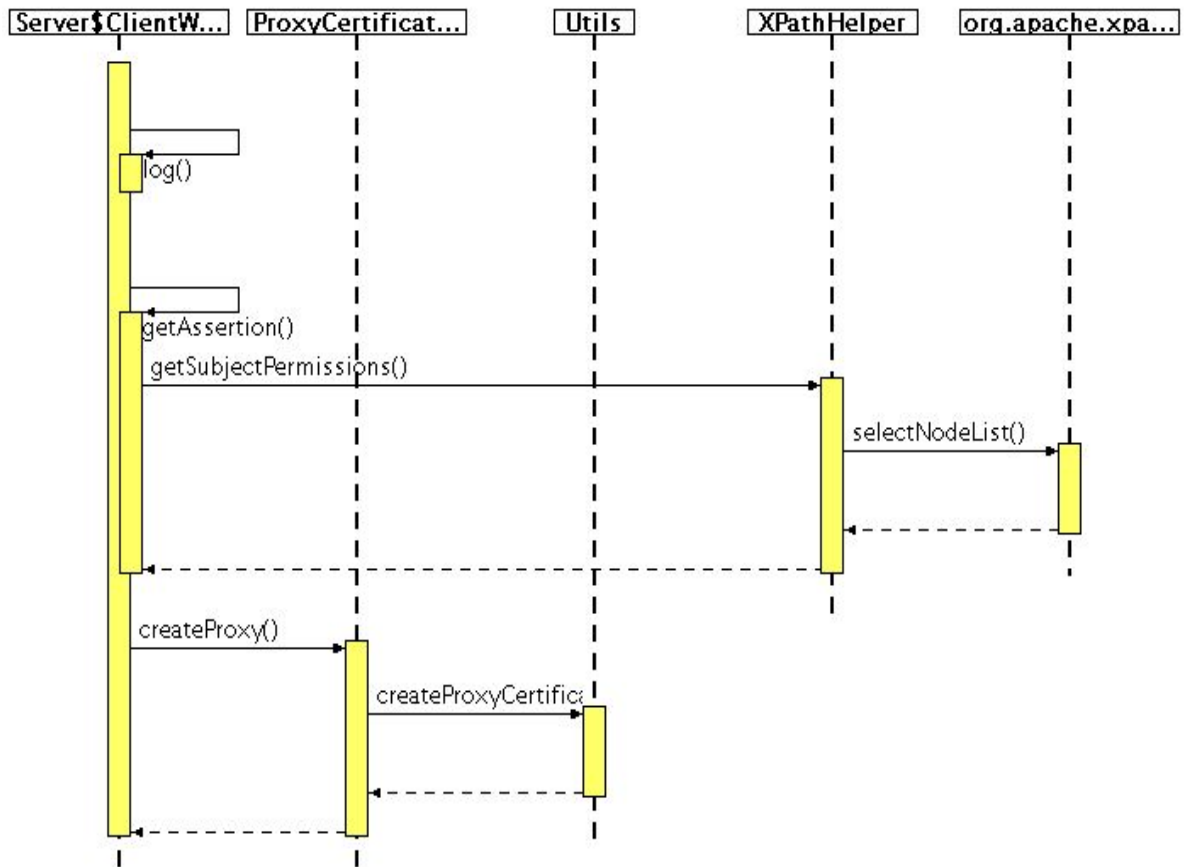 Server$ClientW...
ProxyCertificat...
Utils
XPathHelper
org.apache.xpa...
log()
getAssertion()
getSubjectPermissions()
selectNodeList()
createProxy()
createProxyCertifica